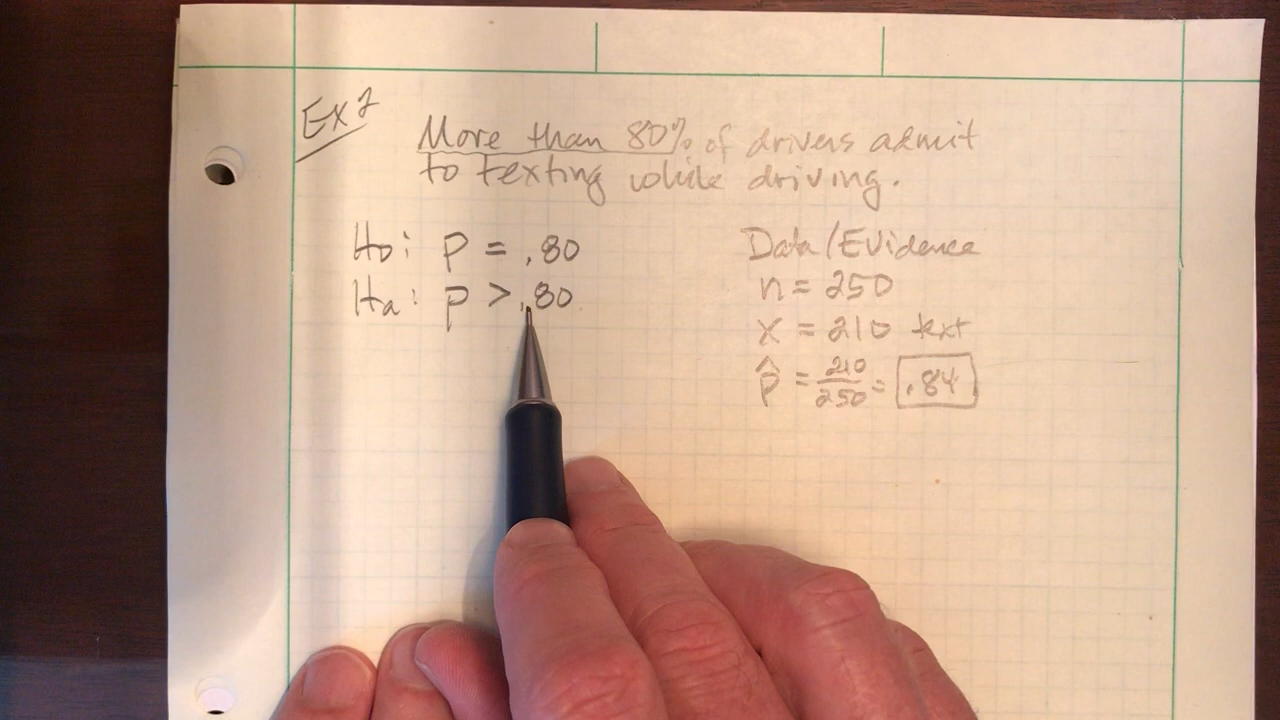 Ex 2
More than 80% of drivers admit
to texting while driving.
Ho: p = .80
Ha: p > .80
Data/Evidence
n = 250
x = 210 text
p̂ = 210/250 = .84